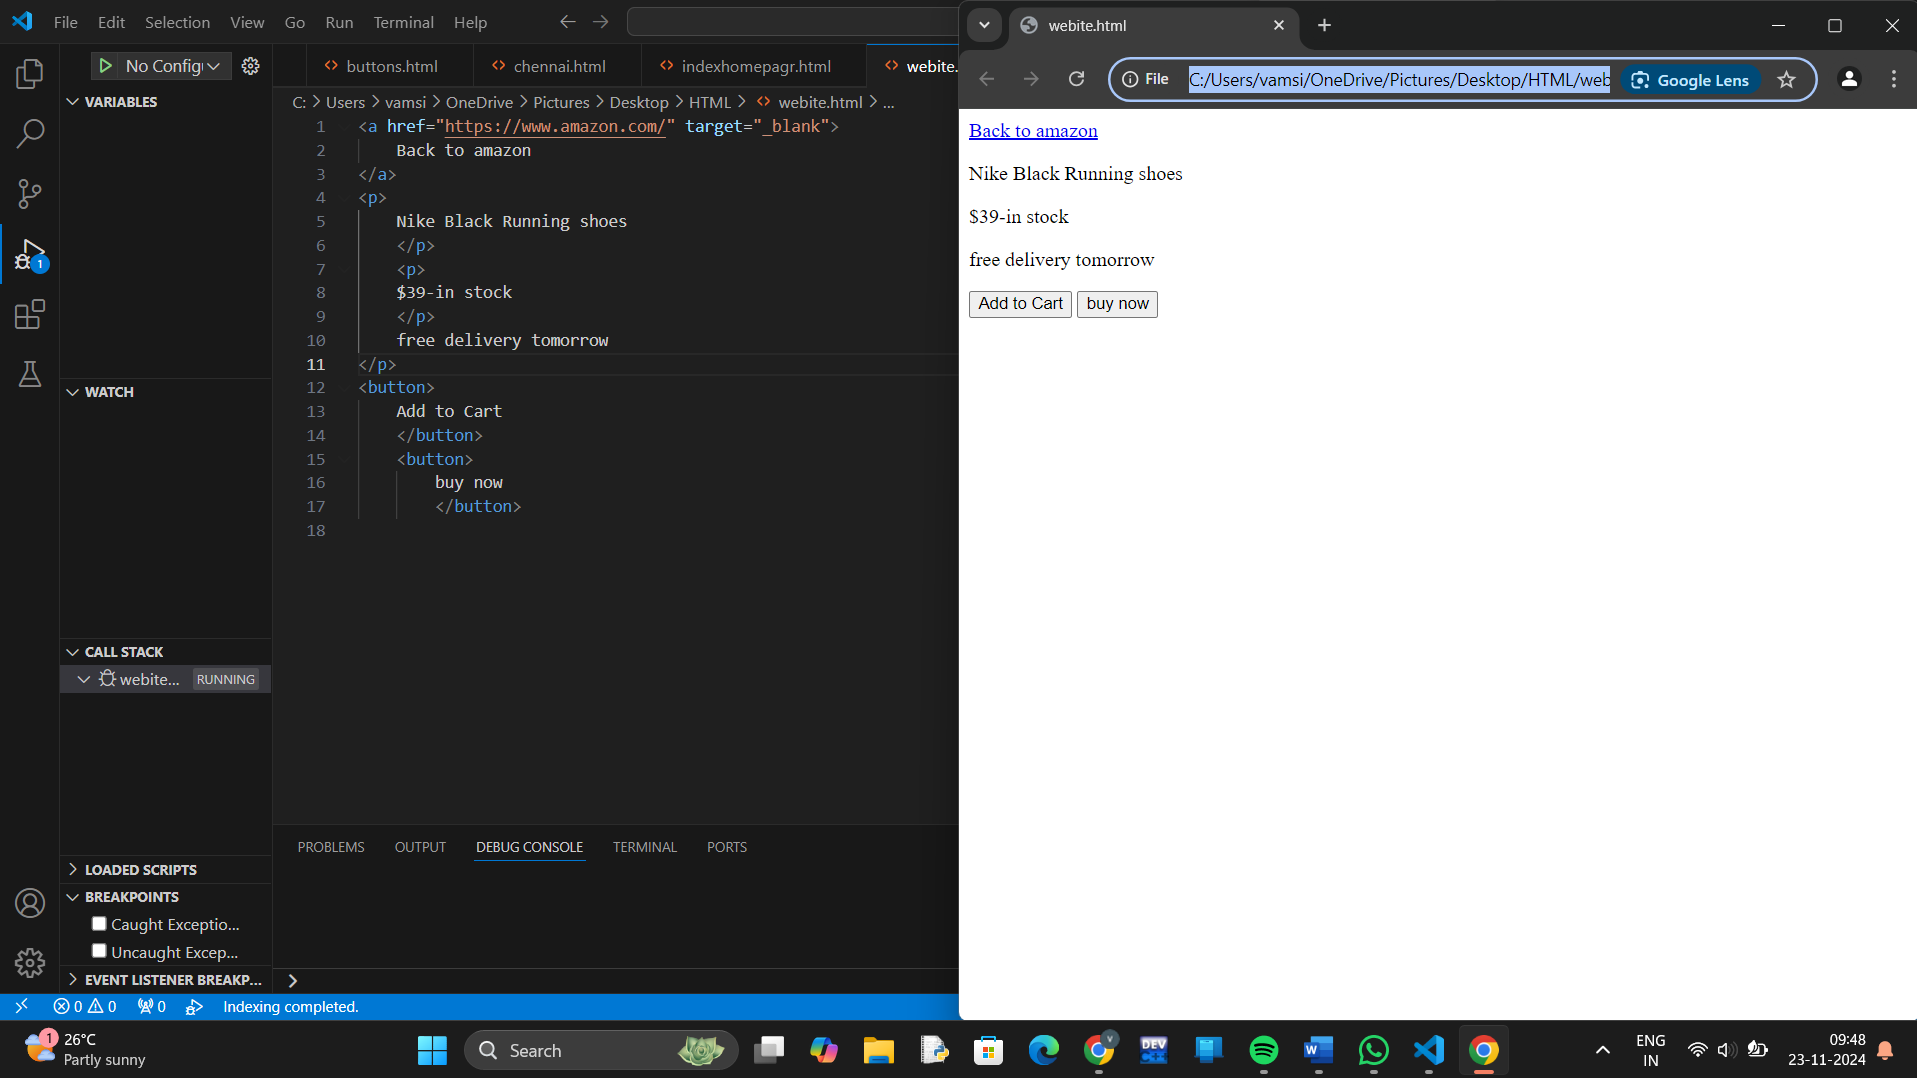 File Edit Selection View Go Run Terminal Help
No Config
buttons.html
chennai.html
indexhomepagr.html
webite.
C: > Users > vamsi > OneDrive > Pictures > Desktop > HTML > webite.html > ...
VARIABLES
WATCH
CALL STACK
webite... RUNNING
LOADED SCRIPTS
BREAKPOINTS
Caught Exceptio...
Uncaught Excep...
EVENT LISTENER BREAKP...
1
1 <a href="https://www.amazon.com/" target="_blank">
2 Back to amazon
3 </a>
4 <p>
5 Nike Black Running shoes
6 </p>
7 <p>
8 $39-in stock
9 </p>
10 free delivery tomorrow
11 </p>
12 <button>
13 Add to Cart
14 </button>
15 <button>
16 buy now
17 </button>
18
PROBLEMS OUTPUT DEBUG CONSOLE TERMINAL PORTS
0 0 0 Indexing completed.
webite.html
File C:/Users/vamsi/OneDrive/Pictures/Desktop/HTML/web Google Lens
Back to amazon
Nike Black Running shoes
$39-in stock
free delivery tomorrow
Add to Cart buy now
1
26°C
Partly sunny
Search
V
DEV
C++
W
ENG
IN
09:48
23-11-2024